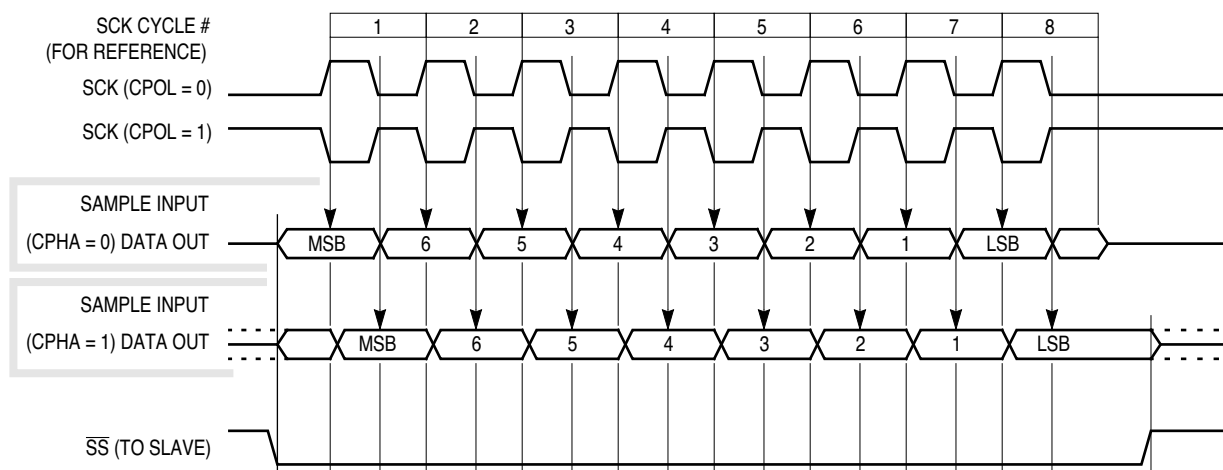 SCK CYCLE #
(FOR REFERENCE)
1 2 3 4 5 6 7 8
SCK (CPOL = 0)
SCK (CPOL = 1)
SAMPLE INPUT
(CPHA = 0) DATA OUT
MSB 6 5 4 3 2 1 LSB
SAMPLE INPUT
(CPHA = 1) DATA OUT
MSB 6 5 4 3 2 1 LSB
S̅S̅ (TO SLAVE)